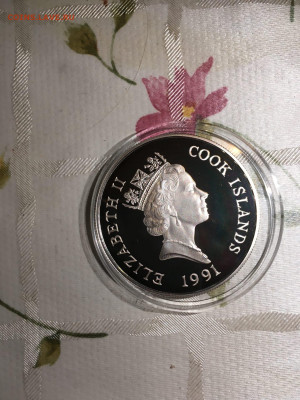 ELIZABETH II
COOK ISLANDS
1991